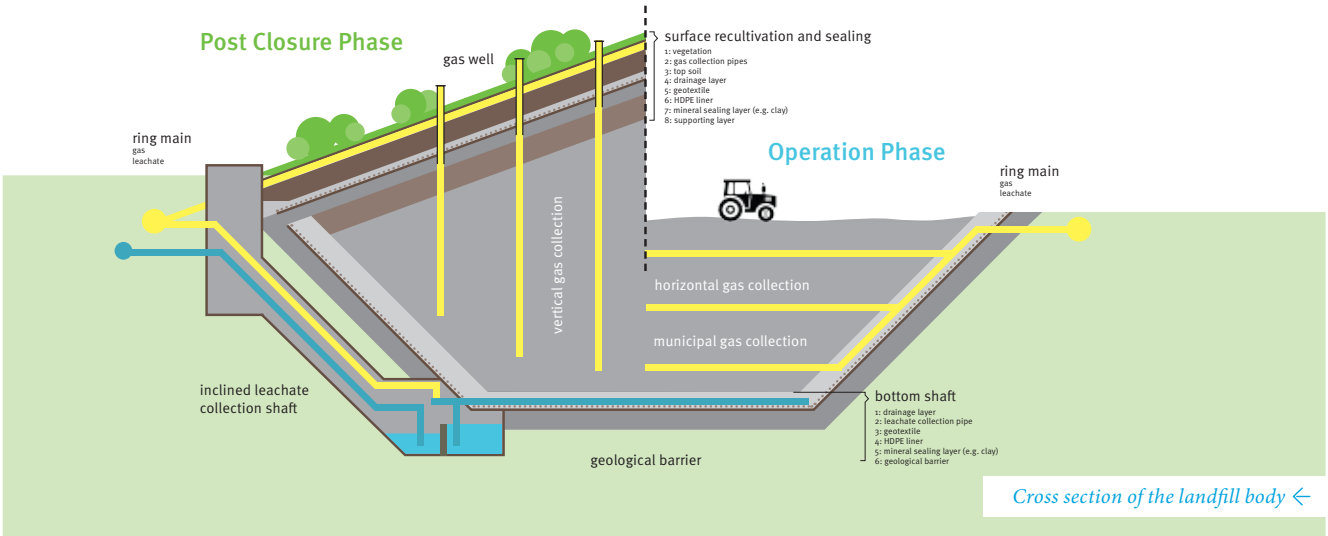 Post Closure Phase
gas well
surface recultivation and sealing
1: vegetation
2: gas collection pipes
3: top soil
4: drainage layer
5: geotextile
6: HDPE liner
7: mineral sealing layer (e.g. clay)
8: supporting layer
ring main
gas
leachate
Operation Phase
ring main
gas
leachate
vertical gas collection
horizontal gas collection
municipal gas collection
inclined leachate
collection shaft
bottom shaft
1: drainage layer
2: leachate collection pipe
3: geotextile
4: HDPE liner
5: mineral sealing layer (e.g. clay)
6: geological barrier
geological barrier
Cross section of the landfill body ←